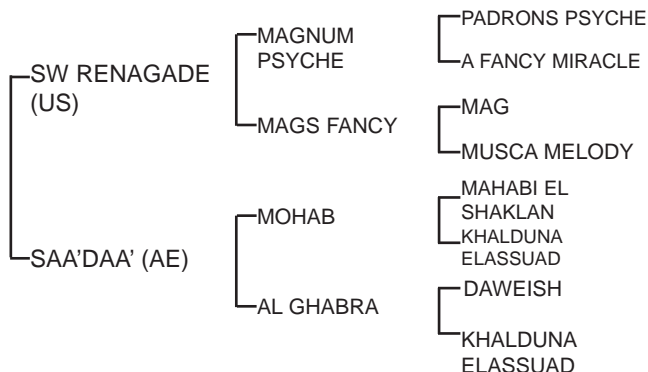 PADRONS PSYCHE
MAGNUM
PSYCHE
A FANCY MIRACLE
SW RENAGADE
(US)
MAG
MAGS FANCY
MUSCA MELODY
MAHABI EL
SHAKLAN
MOHAB
KHALDUNA
ELASSUAD
SAA'DAA' (AE)
DAWEISH
AL GHABRA
KHALDUNA
ELASSUAD